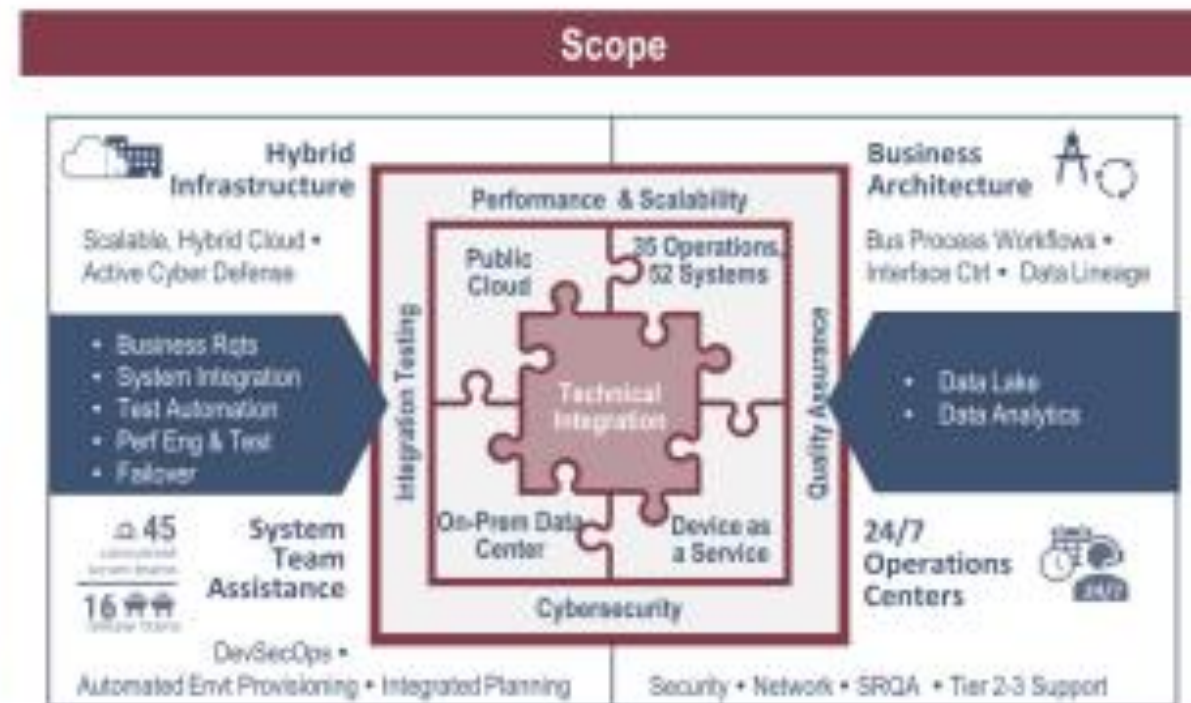 Scope
Hybrid
Infrastructure
Scalable, Hybrid Cloud •
Active Cyber Defense
Business
Architecture
Bus Process Workflows •
Interface Ctrl • Data Lineage
Performance & Scalability
Public
Cloud
35 Operations,
52 Systems
Integration Testing
Technical
Integration
Quality Assurance
• Business Rqts
• System Integration
• Test Automation
• Perf Eng & Test
• Failover
• Data Lake
• Data Analytics
On-Prem Data
Center
Device as
a Service
Cybersecurity
45
16
System
Team
Assistance
DevSecOps •
Automated Envt Provisioning • Integrated Planning
24/7
Operations
Centers
24/7
Security • Network • SRQA • Tier 2-3 Support